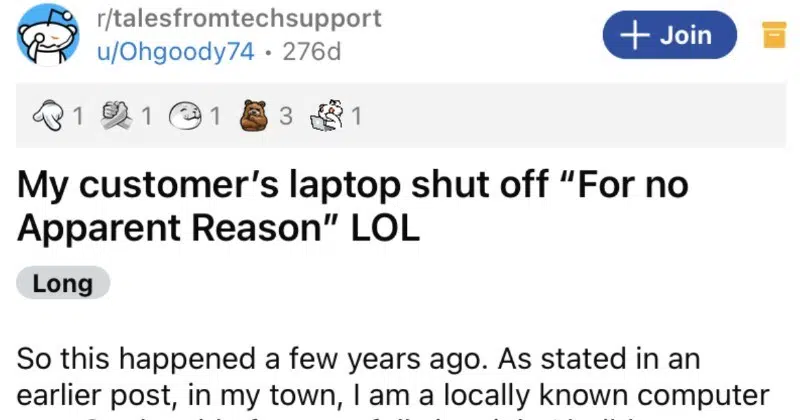 r/talesfromtechsupport
u/Ohgoody74 • 276d
Join
1 1 1 3 1
My customer’s laptop shut off “For no
Apparent Reason” LOL
Long
So this happened a few years ago. As stated in an
earlier post, in my town, I am a locally known computer